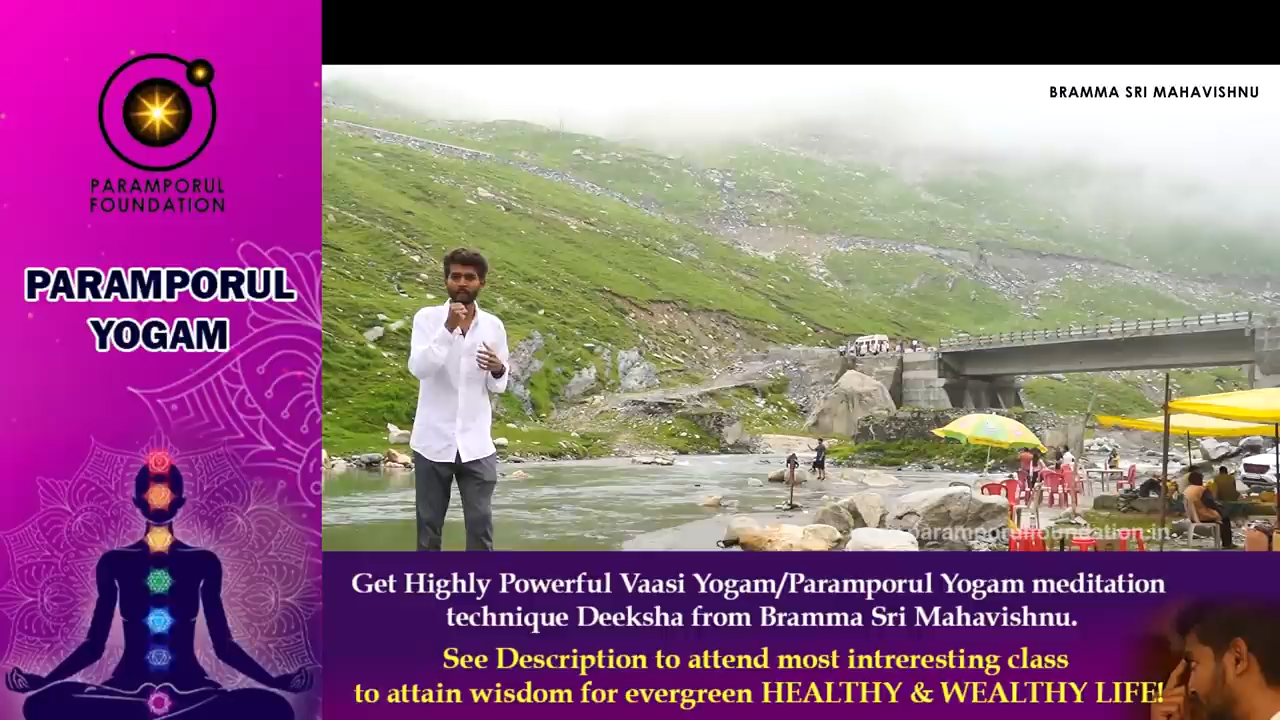 PARAMPORUL
FOUNDATION
PARAMPORUL
YOGAM
BRAMMA SRI MAHAVISHNU
paramporulfoundation.in
Get Highly Powerful Vaasi Yogam/Paramporul Yogam meditation
technique Deeksha from Bramma Sri Mahavishnu.
See Description to attend most intreresting class
to attain wisdom for evergreen HEALTHY & WEALTHY LIFE!